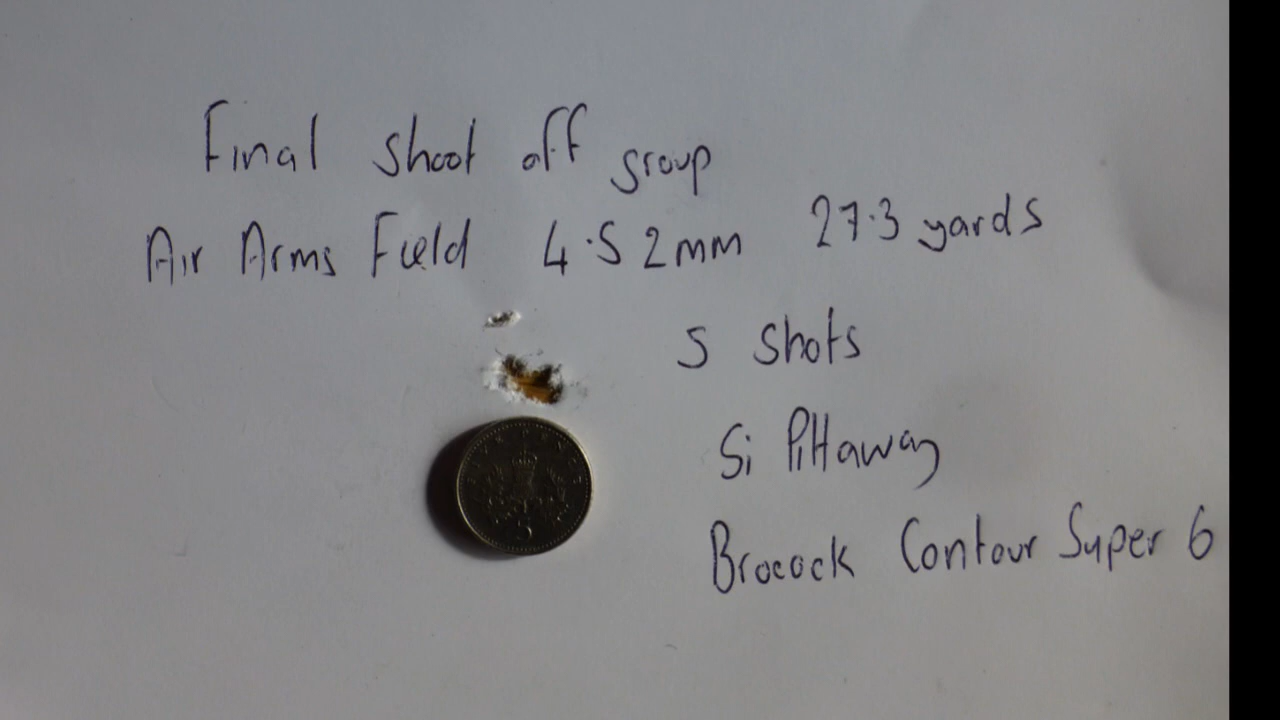 Final shoot off group
Air Arms Field 4.52mm 27.3 yards
5 shots
Si Pittaway
Brocock Contour Super 6
5